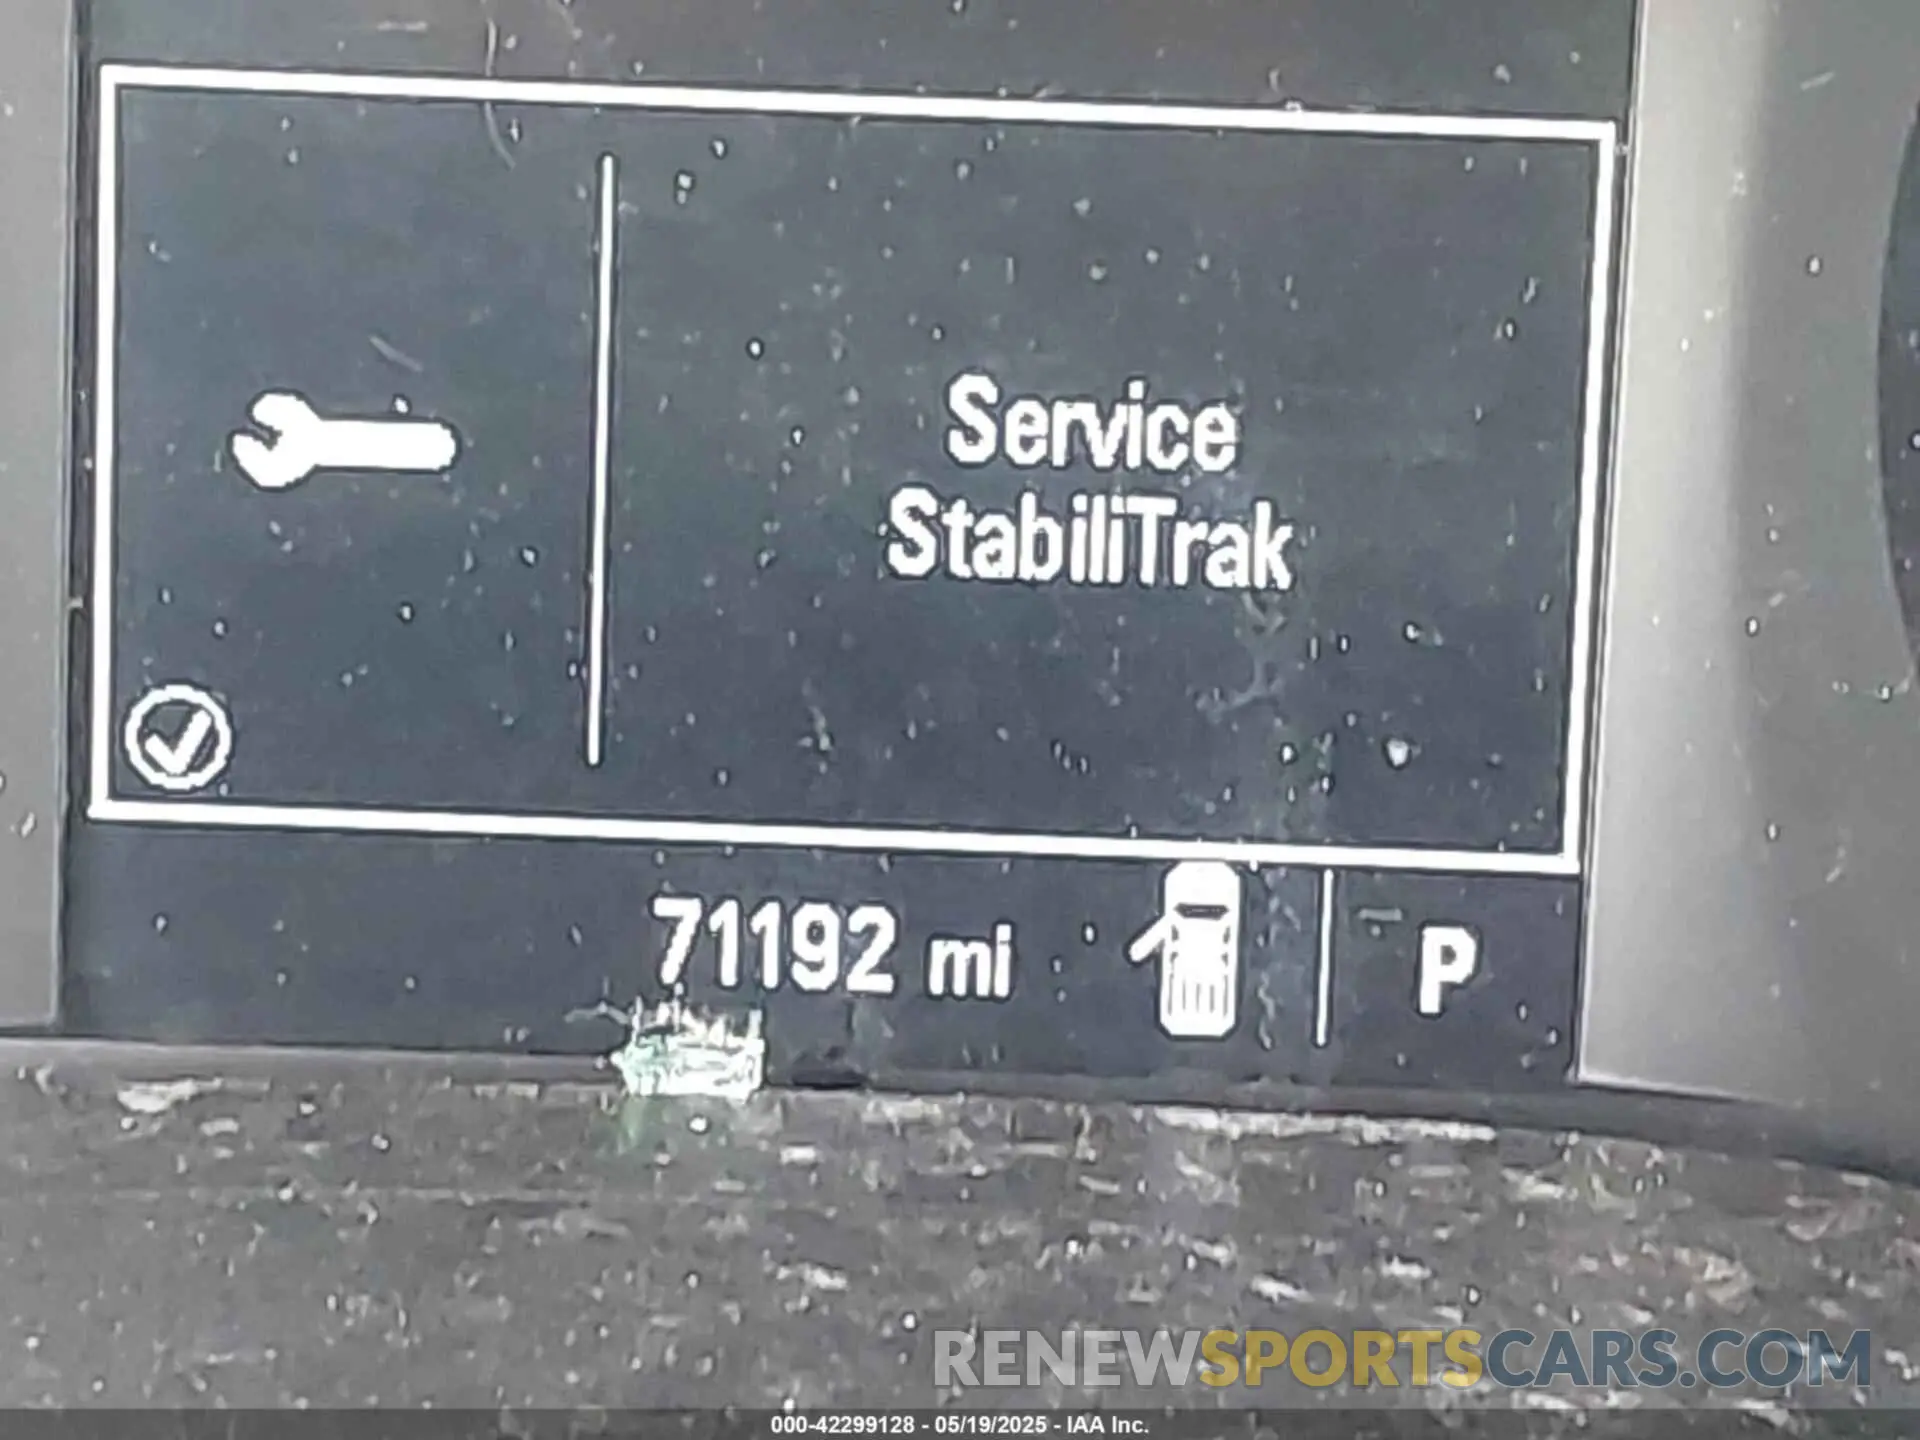 Service
StabiliTrak
71192 mi
P
RENEWSPORTSCARS.COM
000-42299128 - 05/19/2025 - IAA Inc.